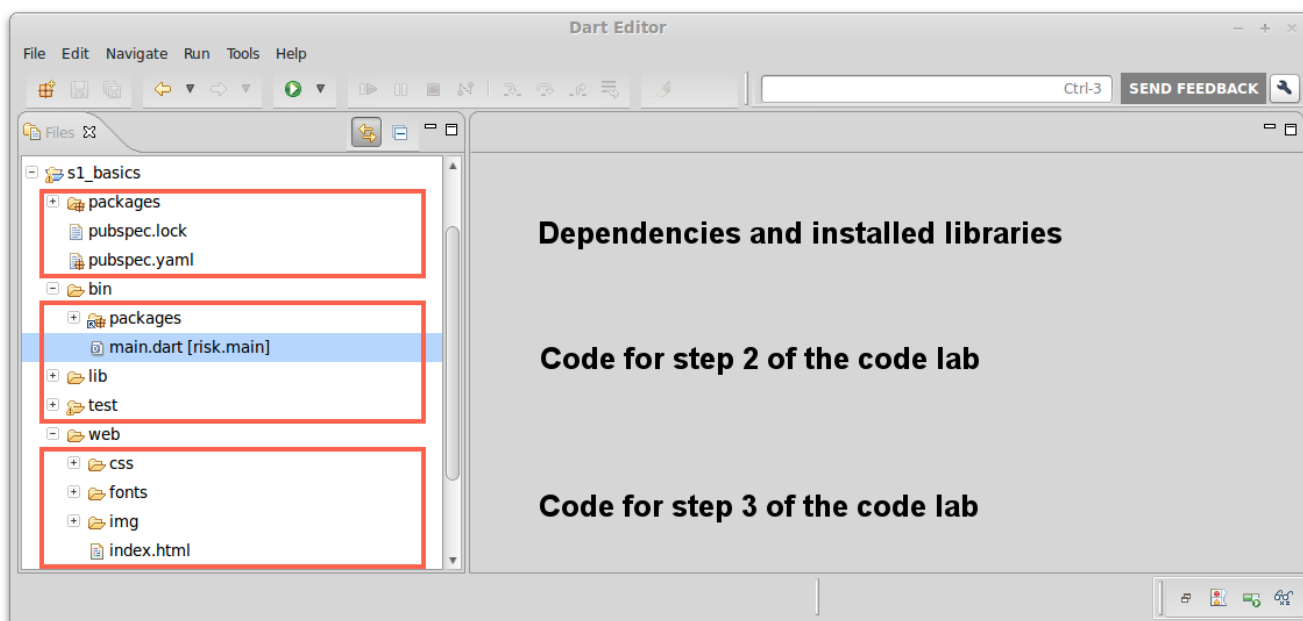 Dart Editor
File Edit Navigate Run Tools Help
Ctrl-3 SEND FEEDBACK
Files
s1_basics
packages
pubspec.lock
pubspec.yaml
Dependencies and installed libraries
bin
packages
main.dart [risk.main]
Code for step 2 of the code lab
lib
test
web
css
fonts
img
Code for step 3 of the code lab
index.html